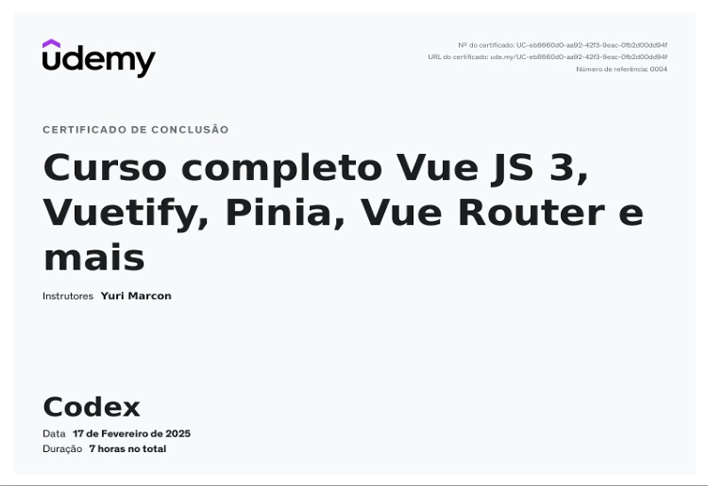 udemy
Nº do certificado: UC-eb8660d0-aa92-42f3-9eac-0fb2d00dd94f
URL do certificado: ude.my/UC-eb8660d0-aa92-42f3-9eac-0fb2d00dd94f
Número de referência: 0004
CERTIFICADO DE CONCLUSÃO
Curso completo Vue JS 3,
Vuetify, Pinia, Vue Router e
mais
Instrutores Yuri Marcon
Codex
Data 17 de Fevereiro de 2025
Duração 7 horas no total